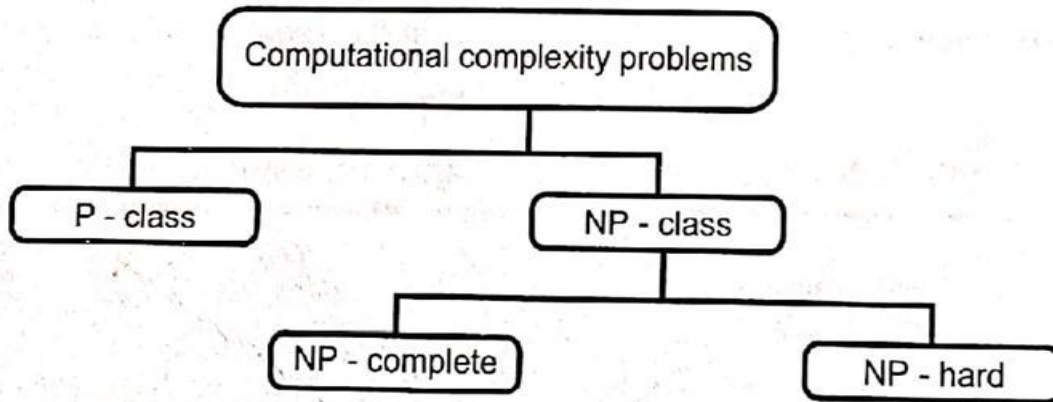 Computational complexity problems
P - class
NP - class
NP - complete
NP - hard